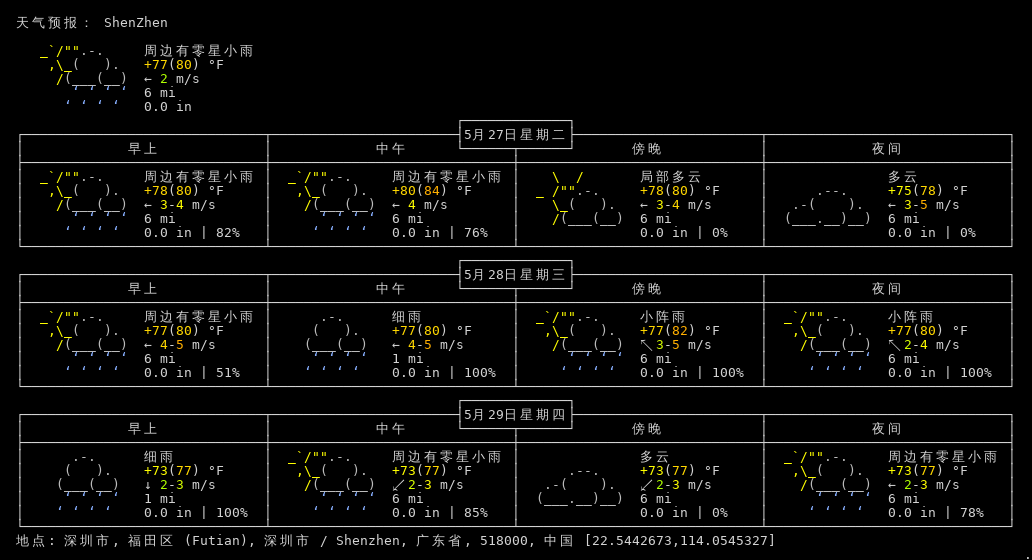 天气预报： ShenZhen
周边有零星小雨
+77(80) °F
← 2 m/s
6 mi
0.0 in
5月27日星期二
早上 中午 傍晚 夜间
周边有零星小雨 周边有零星小雨 局部多云 多云
+78(80) °F +80(84) °F +78(80) °F +75(78) °F
← 3-4 m/s ← 4 m/s ← 3-4 m/s ← 3-5 m/s
6 mi 6 mi 6 mi 6 mi
0.0 in | 82% 0.0 in | 76% 0.0 in | 0% 0.0 in | 0%
5月28日星期三
早上 中午 傍晚 夜间
周边有零星小雨 细雨 小阵雨 小阵雨
+77(80) °F +77(80) °F +77(82) °F +77(80) °F
← 4-5 m/s ← 4-5 m/s ↖ 3-5 m/s ↖ 2-4 m/s
6 mi 1 mi 6 mi 6 mi
0.0 in | 51% 0.0 in | 100% 0.0 in | 100% 0.0 in | 100%
5月29日星期四
早上 中午 傍晚 夜间
细雨 周边有零星小雨 多云 周边有零星小雨
+73(77) °F +73(77) °F +73(77) °F +73(77) °F
↓ 2-3 m/s ↙ 2-3 m/s ↙ 2-3 m/s ← 2-3 m/s
1 mi 6 mi 6 mi 6 mi
0.0 in | 100% 0.0 in | 85% 0.0 in | 0% 0.0 in | 78%
地点: 深圳市, 福田区 (Futian), 深圳市 / Shenzhen, 广东省, 518000, 中国 [22.5442673,114.0545327]